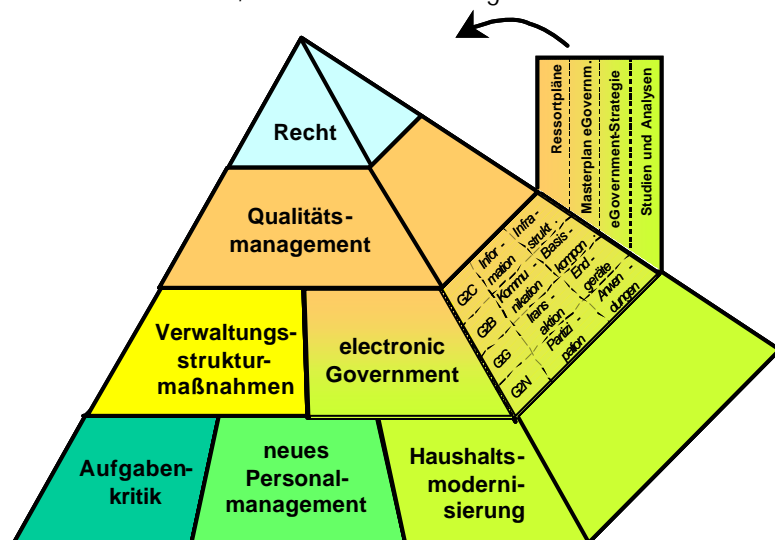 Recht
Qualitäts-
management
Verwaltungs-
struktur-
maßnahmen
electronic
Government
Aufgaben-
kritik
neues
Personal-
management
Haushalts-
moderni-
sierung
Ressortpläne
Masterplan eGovernm.
eGovernment-Strategie
Studien und Analysen
G2C
G2B
G2G
G2N
Infor-
mation
Kommu-
nikation
Trans-
aktion
Partizi-
pation
Infra-
strukt.
Basis-
kompon.
End-
geräte
Anwen-
dungen